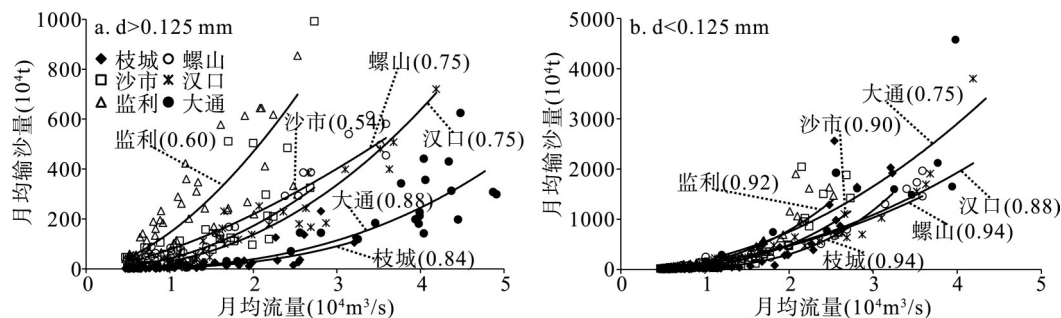 a. d>0.125 mm
月均输沙量(10⁴t)
1000
800
600
400
200
0
枝城 螺山
沙市 汉口
监利 大通
监利(0.60)
沙市(0.54)
螺山(0.75)
汉口(0.75)
大通(0.88)
枝城(0.84)
0 1 2 3 4 5
月均流量(10⁴m³/s)
b. d<0.125 mm
月均输沙量(10⁴t)
5000
4000
3000
2000
1000
0
大通(0.75)
沙市(0.90)
监利(0.92)
汉口(0.88)
螺山(0.94)
枝城(0.94)
0 1 2 3 4 5
月均流量(10⁴m³/s)